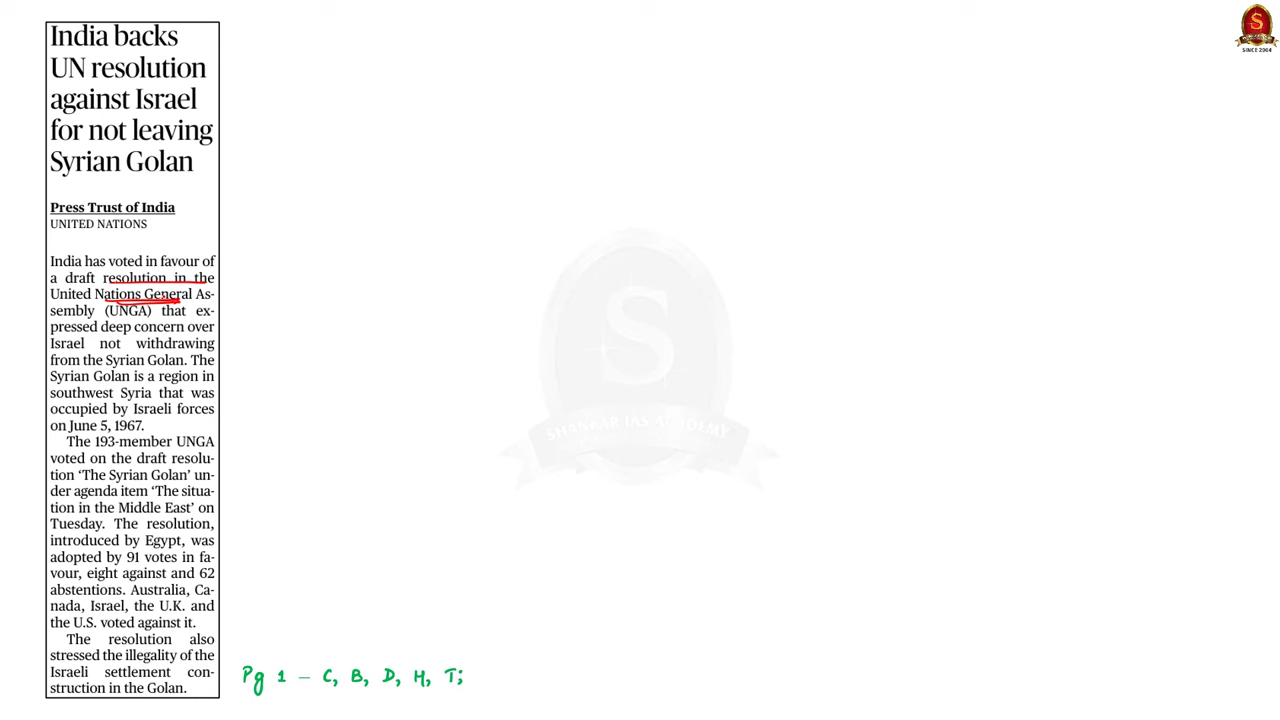 India backs
UN resolution
against Israel
for not leaving
Syrian Golan
Press Trust of India
UNITED NATIONS
India has voted in favour of
a draft resolution in the
United Nations General As-
sembly (UNGA) that ex-
pressed deep concern over
Israel not withdrawing
from the Syrian Golan. The
Syrian Golan is a region in
southwest Syria that was
occupied by Israeli forces
on June 5, 1967.
The 193-member UNGA
voted on the draft resolu-
tion ‘The Syrian Golan’ un-
der agenda item ‘The situa-
tion in the Middle East’ on
Tuesday. The resolution,
introduced by Egypt, was
adopted by 91 votes in fa-
vour, eight against and 62
abstentions. Australia, Ca-
nada, Israel, the U.K. and
the U.S. voted against it.
The resolution also
stressed the illegality of the
Israeli settlement con-
struction in the Golan.
Pg 1 – C, B, D, H, T;
S
SHANKAR IAS ACADEMY
S
SINCE 2004